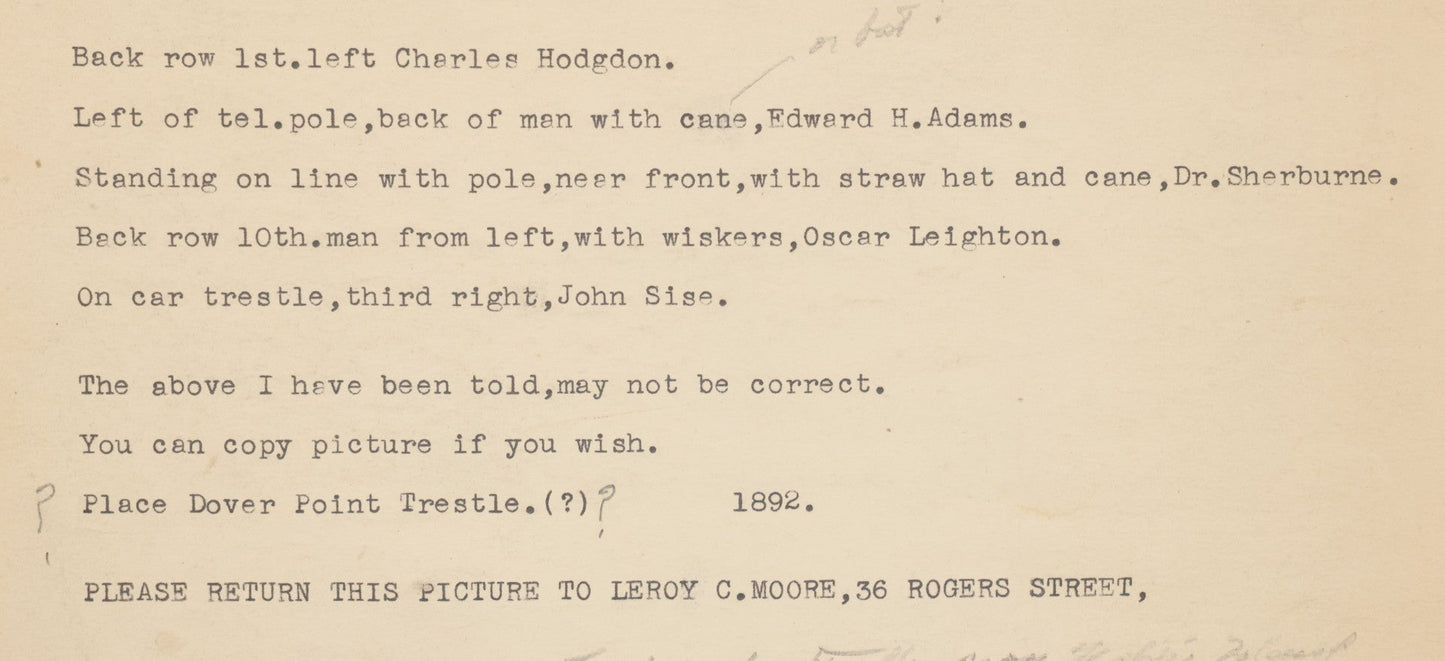 or bat
Back row 1st.left Charles Hodgdon.
Left of tel.pole,back of man with cane,Edward H.Adams.
Standing on line with pole,near front,with straw hat and cane,Dr.Sherburne.
Back row 10th.man from left,with wiskers,Oscar Leighton.
On car trestle,third right,John Sise.
The above I have been told,may not be correct.
You can copy picture if you wish.
? Place Dover Point Trestle.(?)? 1892.
PLEASE RETURN THIS PICTURE TO LEROY C.MOORE,36 ROGERS STREET,